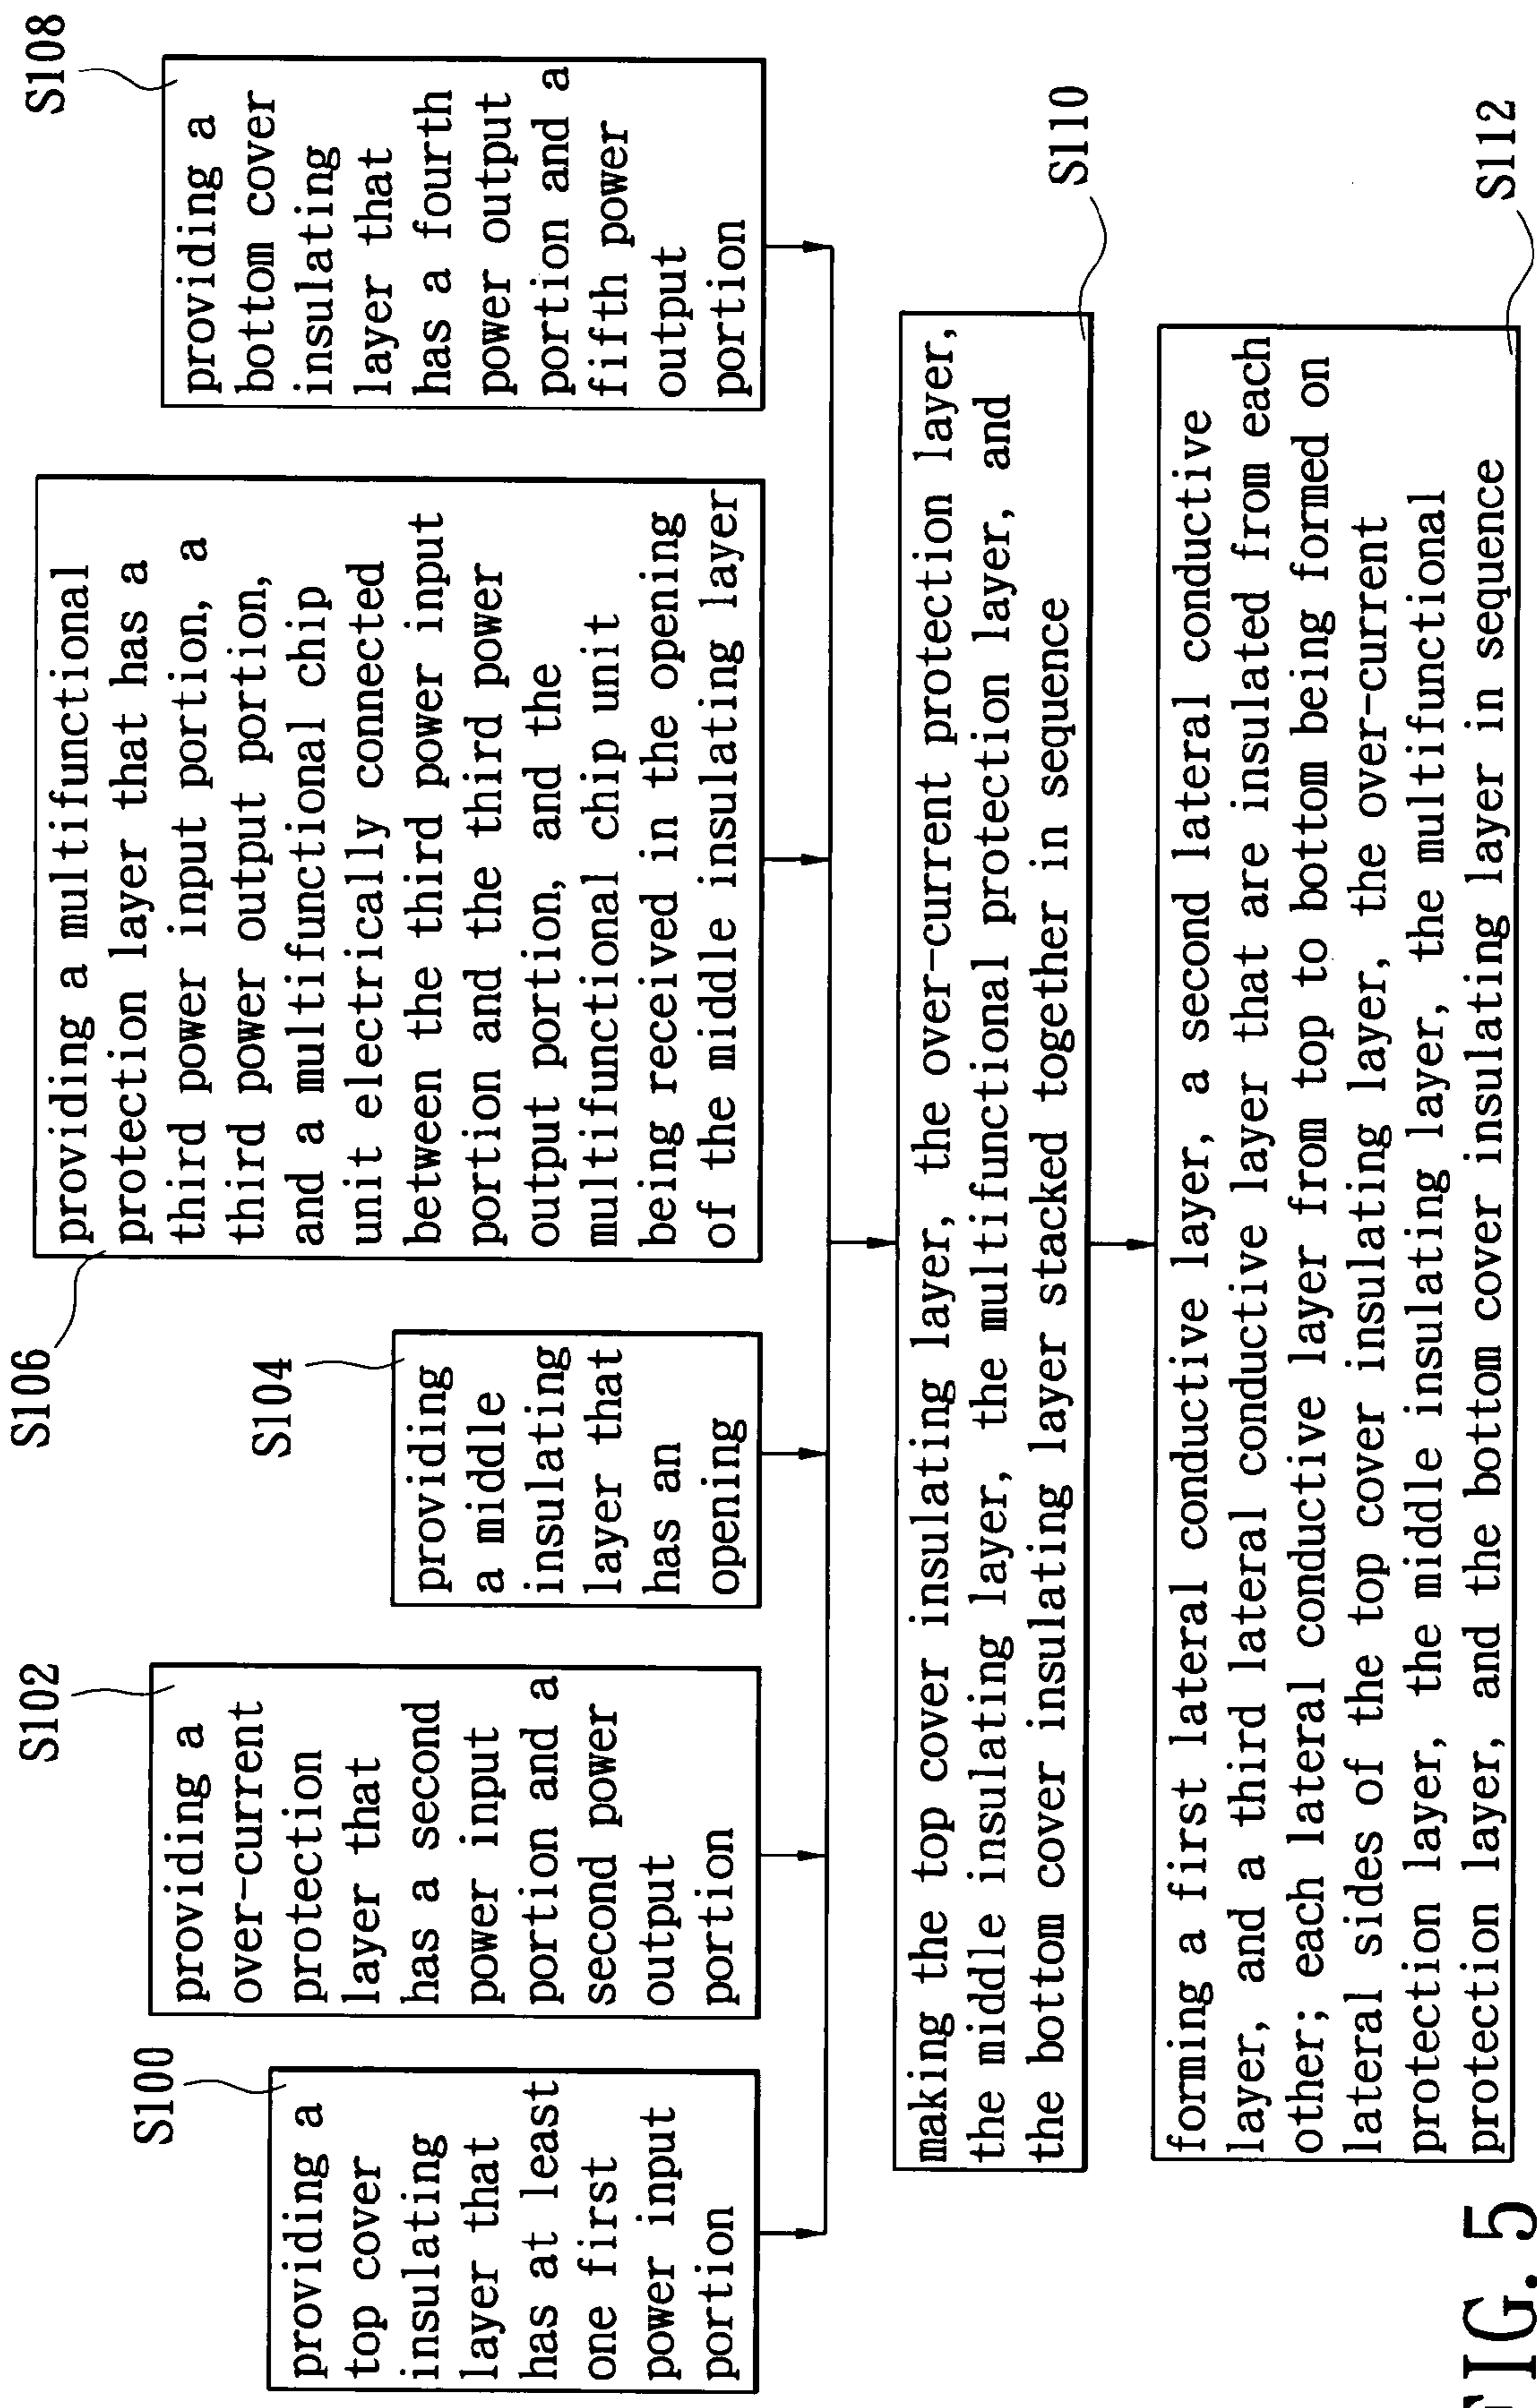 S100
providing a
top cover
insulating
layer that
has at least
one first
power input
portion
S102
providing a
over-current
protection
layer that
has a second
power input
portion and a
second power
output
portion
S104
providing
a middle
insulating
layer that
has an
opening
S106
providing a multifunctional
protection layer that has a
third power input portion, a
third power output portion,
and a multifunctional chip
unit electrically connected
between the third power input
portion and the third power
output portion, and the
multifunctional chip unit
being received in the opening
of the middle insulating layer
S108
providing a
bottom cover
insulating
layer that
has a fourth
power output
portion and a
fifth power
output
portion
S110
making the top cover insulating layer, the over-current protection layer,
the middle insulating layer, the multifunctional protection layer, and
the bottom cover insulating layer stacked together in sequence
S112
forming a first lateral conductive layer, a second lateral conductive
layer, and a third lateral conductive layer that are insulated from each
other; each lateral conductive layer from top to bottom being formed on
lateral sides of the top cover insulating layer, the over-current
protection layer, the middle insulating layer, the multifunctional
protection layer, and the bottom cover insulating layer in sequence
FIG. 5